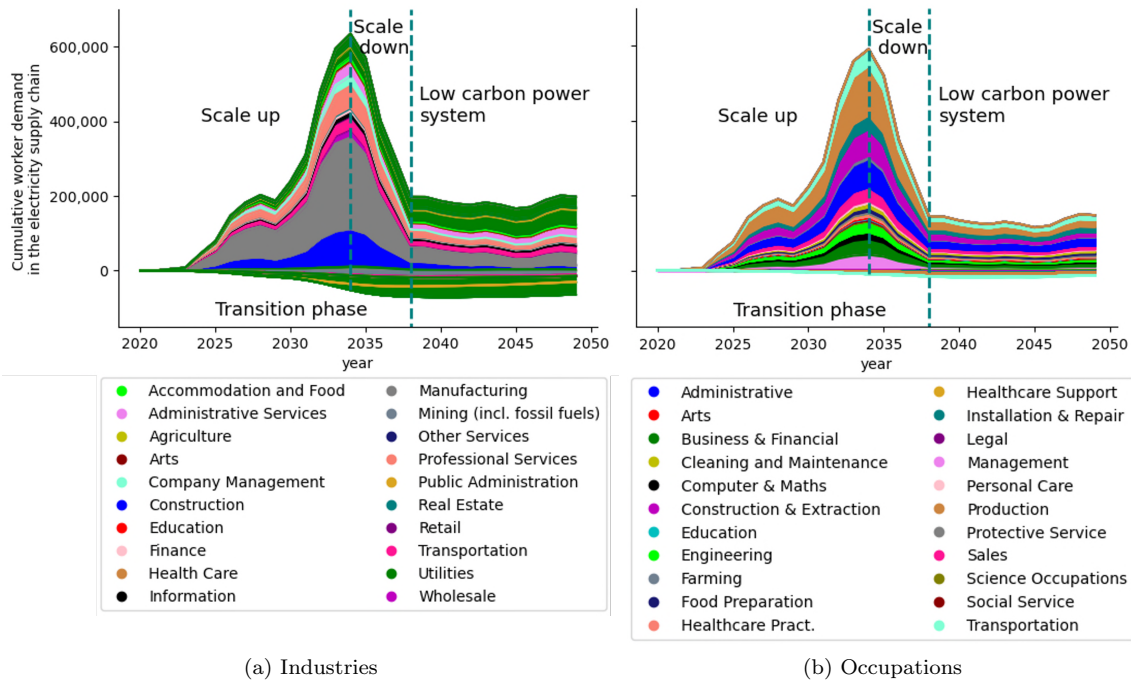 Cumulative worker demand
in the electricity supply chain
600,000
400,000
200,000
0
Scale
down
Scale up
Low carbon power
system
Transition phase
2020 2025 2030 2035 2040 2045 2050
year
Scale
down
Scale up
Low carbon power
system
Transition phase
2020 2025 2030 2035 2040 2045 2050
year
Accommodation and Food
Administrative Services
Agriculture
Arts
Company Management
Construction
Education
Finance
Health Care
Information
Manufacturing
Mining (incl. fossil fuels)
Other Services
Professional Services
Public Administration
Real Estate
Retail
Transportation
Utilities
Wholesale
Administrative
Arts
Business & Financial
Cleaning and Maintenance
Computer & Maths
Construction & Extraction
Education
Engineering
Farming
Food Preparation
Healthcare Pract.
Healthcare Support
Installation & Repair
Legal
Management
Personal Care
Production
Protective Service
Sales
Science Occupations
Social Service
Transportation
(a) Industries
(b) Occupations